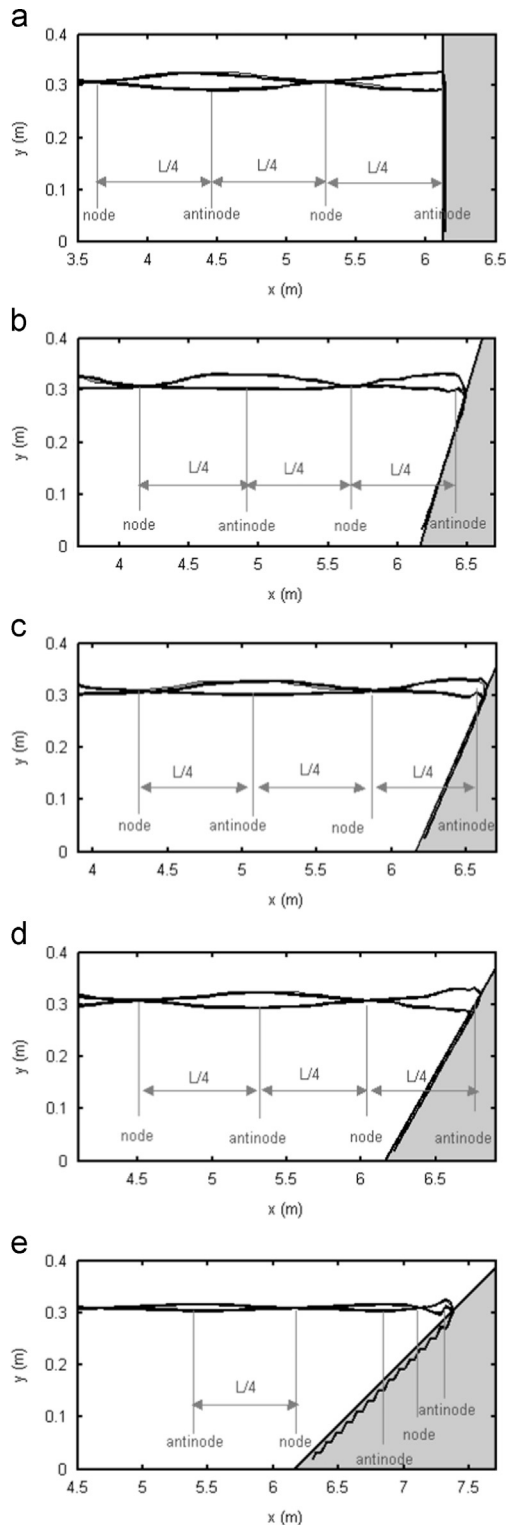 a
0.4
0.3
y (m)
0.2
L/4 L/4 L/4
0.1
node antinode node antinode
0
3.5 4 4.5 5 5.5 6 6.5
x (m)
b
0.4
0.3
y (m)
0.2
L/4 L/4 L/4
0.1
node antinode node antinode
0
4 4.5 5 5.5 6 6.5
x (m)
c
0.4
0.3
y (m)
0.2
L/4 L/4 L/4
0.1
node antinode node antinode
0
4 4.5 5 5.5 6 6.5
x (m)
d
0.4
0.3
y (m)
0.2
L/4 L/4 L/4
0.1
node antinode node antinode
0
4.5 5 5.5 6 6.5
x (m)
e
0.4
0.3
y (m)
0.2
L/4
0.1
antinode node antinode node antinode
0
4.5 5 5.5 6 6.5 7 7.5
x (m)